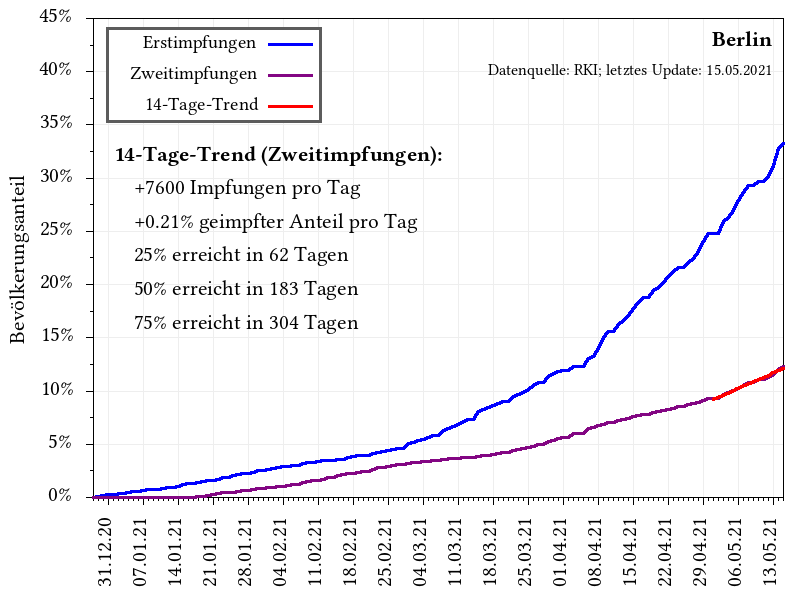 45%
40%
35%
30%
25%
20%
15%
10%
5%
0%
Bevölkerungsanteil
Erstimpfungen
Zweitimpfungen
14-Tage-Trend
Berlin
Datenquelle: RKI; letztes Update: 15.05.2021
14-Tage-Trend (Zweitimpfungen):
+7600 Impfungen pro Tag
+0.21% geimpfter Anteil pro Tag
25% erreicht in 62 Tagen
50% erreicht in 183 Tagen
75% erreicht in 304 Tagen
31.12.20
07.01.21
14.01.21
21.01.21
28.01.21
04.02.21
11.02.21
18.02.21
25.02.21
04.03.21
11.03.21
18.03.21
25.03.21
01.04.21
08.04.21
15.04.21
22.04.21
29.04.21
06.05.21
13.05.21